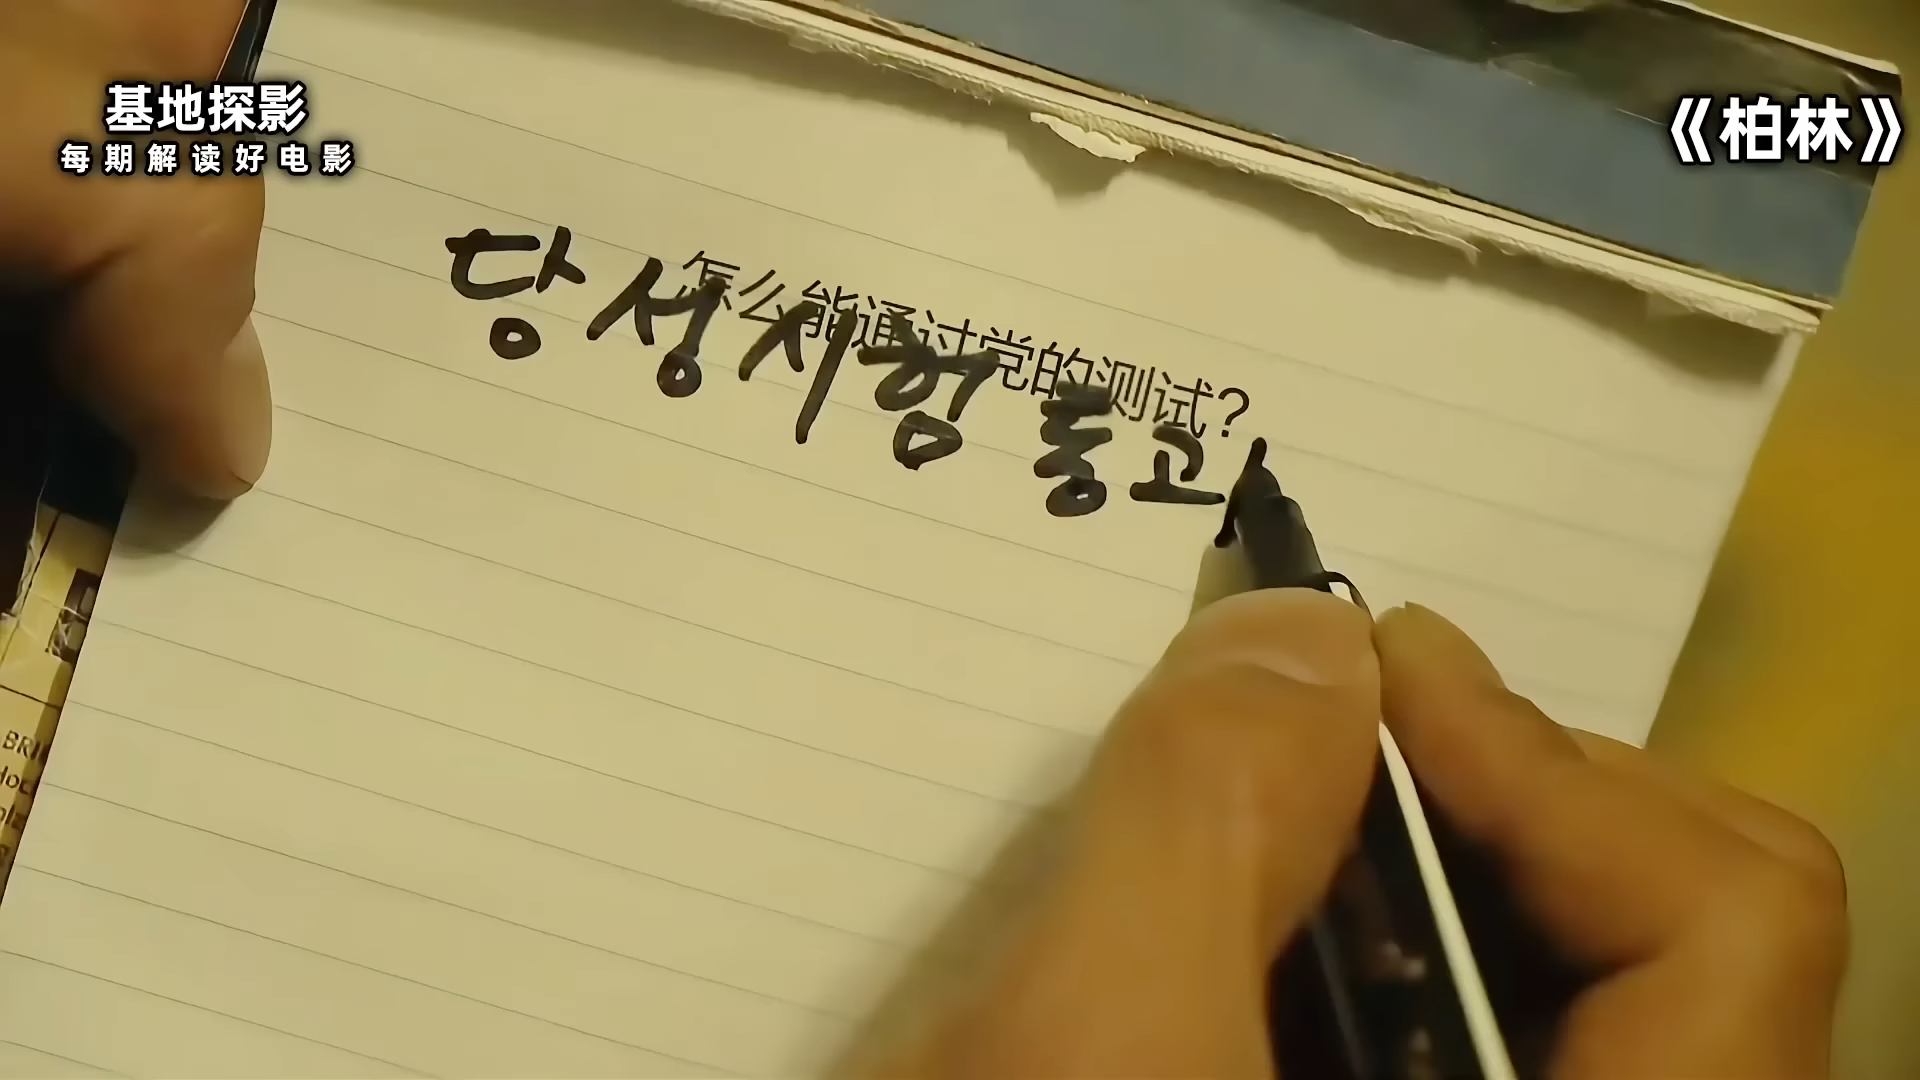 基地探影
每期解读好电影
《柏林》
怎么能通过党的测试?
당성시험 통고
BRI